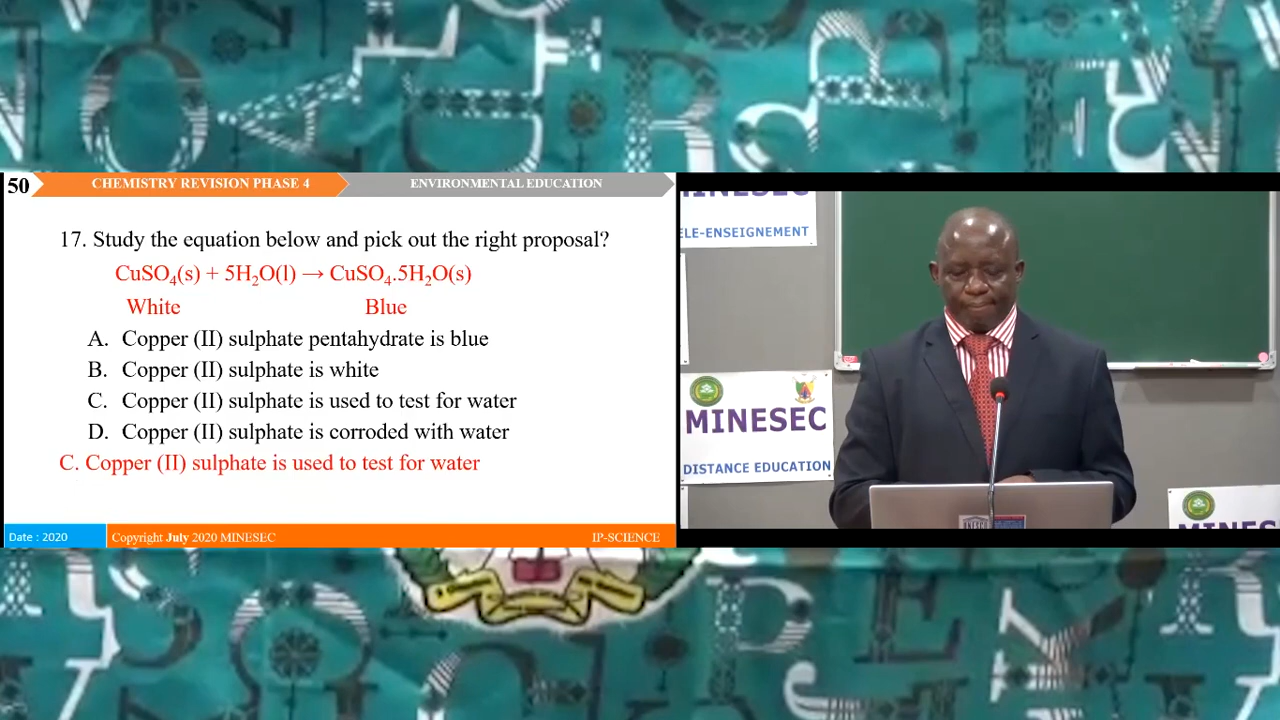 50
CHEMISTRY REVISION PHASE 4
ENVIRONMENTAL EDUCATION
17. Study the equation below and pick out the right proposal?
CuSO₄(s) + 5H₂O(l) → CuSO₄.5H₂O(s)
White Blue
A. Copper (II) sulphate pentahydrate is blue
B. Copper (II) sulphate is white
C. Copper (II) sulphate is used to test for water
D. Copper (II) sulphate is corroded with water
C. Copper (II) sulphate is used to test for water
Date : 2020
Copyright July 2020 MINESEC
IP-SCIENCE
MINESEC
ELE-ENSEIGNEMENT
MINESEC
DISTANCE EDUCATION
MINES